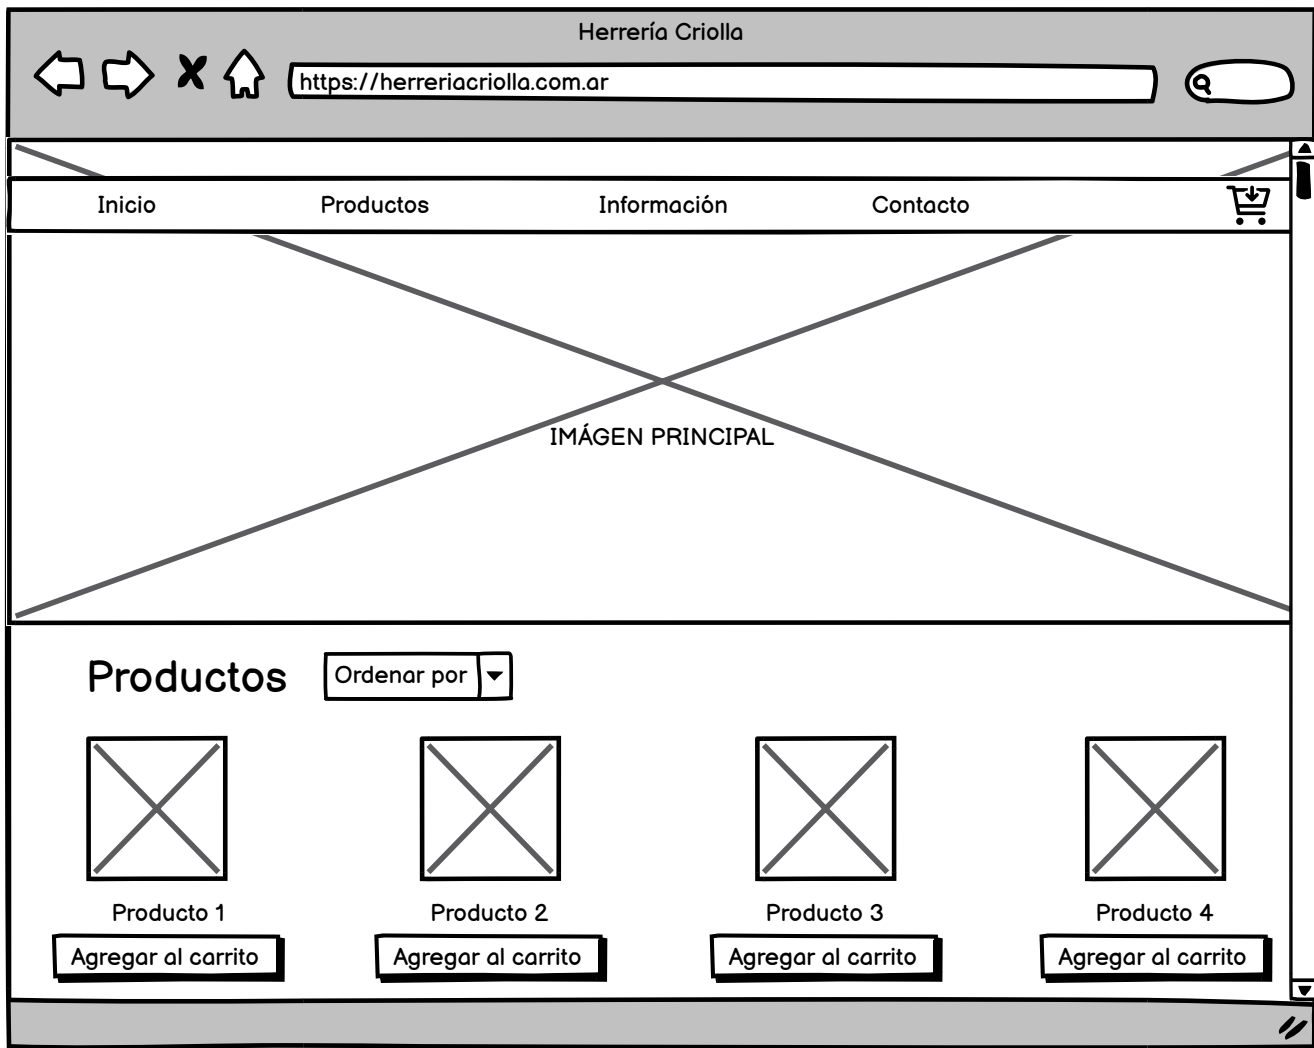 Herrería Criolla
https://herreriacriolla.com.ar
Inicio Productos Información Contacto
IMÁGEN PRINCIPAL
Productos Ordenar por
Producto 1 Producto 2 Producto 3 Producto 4
Agregar al carrito Agregar al carrito Agregar al carrito Agregar al carrito